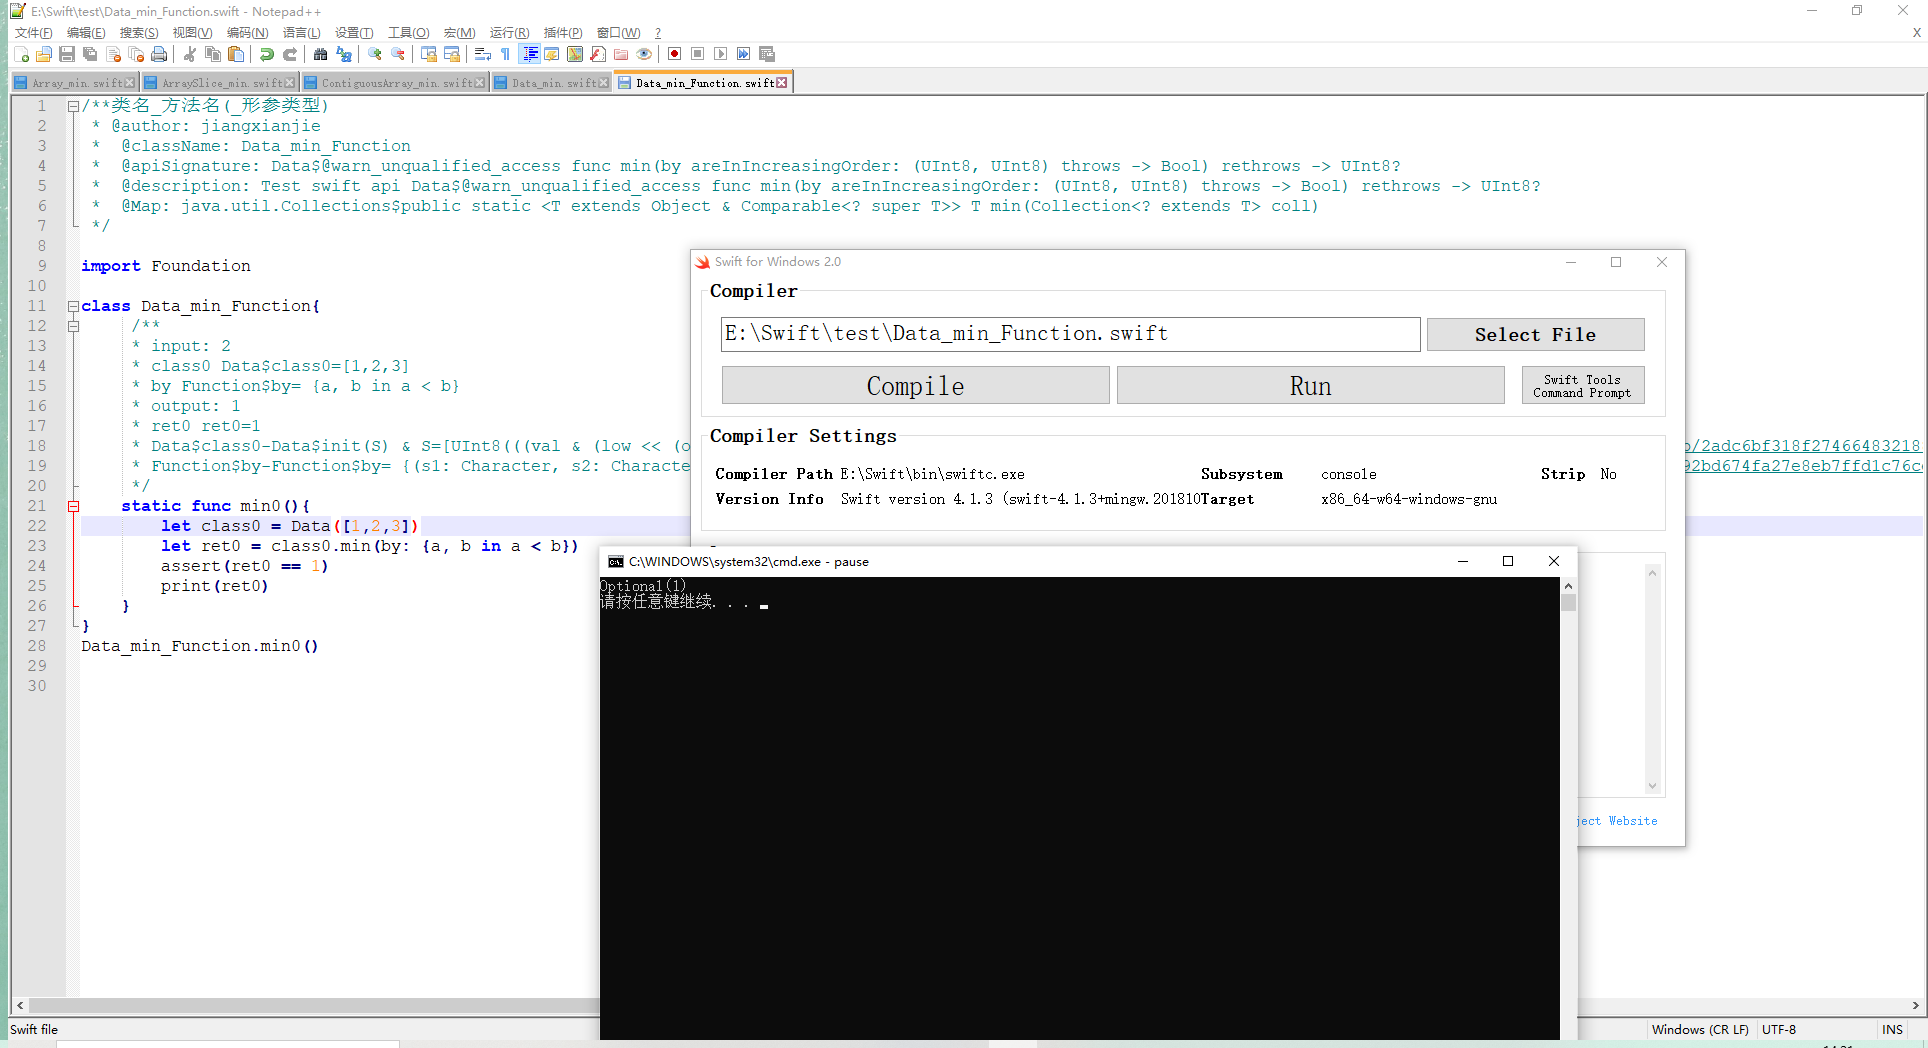 E:\Swift\test\Data_min_Function.swift - Notepad++
文件(F) 编辑(E) 搜索(S) 视图(V) 编码(N) 语言(L) 设置(T) 工具(O) 宏(M) 运行(R) 插件(P) 窗口(W) ? X
Array_min.swift ArraySlice_min.swift ContiguousArray_min.swift Data_min.swift Data_min_Function.swift
1 /**类名_方法名(_形参类型)
2 * @author: jiangxianjie
3 * @className: Data_min_Function
4 * @apiSignature: Data$@warn_unqualified_access func min(by areInIncreasingOrder: (UInt8, UInt8) throws -> Bool) rethrows -> UInt8?
5 * @description: Test swift api Data$@warn_unqualified_access func min(by areInIncreasingOrder: (UInt8, UInt8) throws -> Bool) rethrows -> UInt8?
6 * @Map: java.util.Collections$public static <T extends Object & Comparable<? super T>> T min(Collection<? extends T> coll)
7 */
8
9 import Foundation
10
11 class Data_min_Function{
12 /**
13 * input: 2
14 * class0 Data$class0=[1,2,3]
15 * by Function$by= {a, b in a < b}
16 * output: 1
17 * ret0 ret0=1
18 * Data$class0-Data$init(S) & S=[UInt8(((val & (low << (o b/2adc6bf318f27466483218
19 * Function$by-Function$by= {(s1: Character, s2: Characte 92bd674fa27e8eb7ffd1c76c
20 */
21 static func min0(){
22 let class0 = Data([1,2,3])
23 let ret0 = class0.min(by: {a, b in a < b})
24 assert(ret0 == 1)
25 print(ret0)
26 }
27 }
28 Data_min_Function.min0()
29
30
Swift for Windows 2.0
Compiler
E:\Swift\test\Data_min_Function.swift Select File
Compile Run Swift Tools
Command Prompt
Compiler Settings
Compiler Path E:\Swift\bin\swiftc.exe Subsystem console Strip No
Version Info Swift version 4.1.3 (swift-4.1.3+mingw.201810 Target x86_64-w64-windows-gnu
C:\WINDOWS\system32\cmd.exe - pause
Optional(1)
请按任意键继续. . .
ject Website
Swift file Windows (CR LF) UTF-8 INS